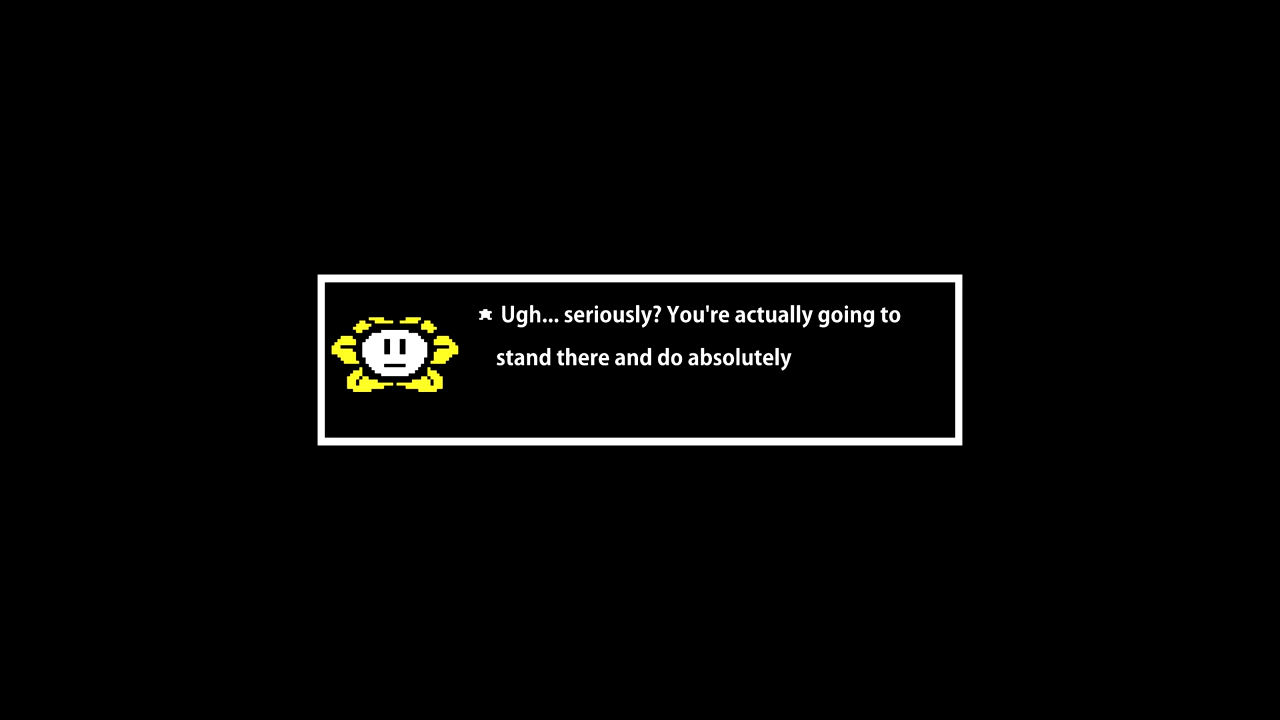 * Ugh... seriously? You're actually going to
stand there and do absolutely